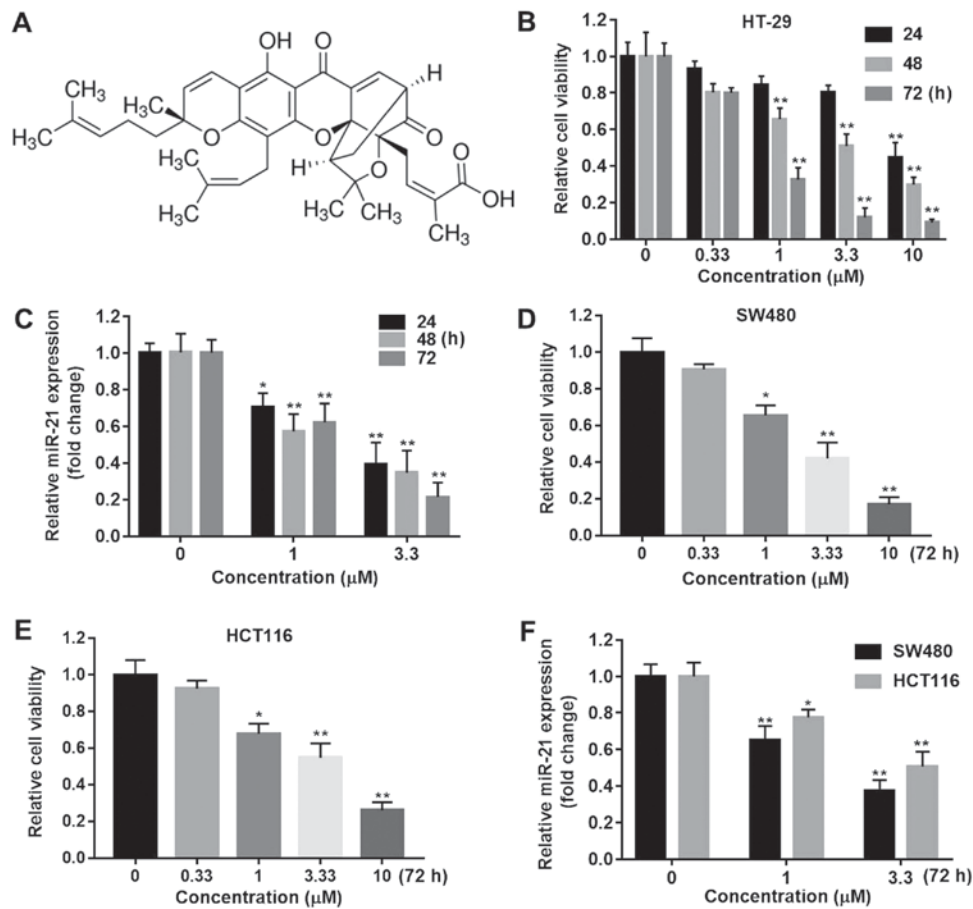 A
OH
O
H
CH₃
CH₃
H₃C
O
O
O
H
O
O
OH
H₃C
H₃C
H₃C
CH₃
CH₃
B
HT-29
24
48
72 (h)
Relative cell viability
1.2
1.0
0.8
0.6
0.4
0.2
0.0
**
**
**
**
**
**
**
0
0.33
1
3.3
10
Concentration (µM)
C
24
48 (h)
72
Relative miR-21 expression
(fold change)
1.2
1.0
0.8
0.6
0.4
0.2
0.0
*
**
**
**
**
**
0
1
3.3
Concentration (µM)
D
SW480
Relative cell viability
1.2
1.0
0.8
0.6
0.4
0.2
0.0
*
**
**
0
0.33
1
3.33
10 (72 h)
Concentration (µM)
E
HCT116
Relative cell viability
1.2
1.0
0.8
0.6
0.4
0.2
0.0
*
**
**
0
0.33
1
3.33
10 (72 h)
Concentration (µM)
F
SW480
HCT116
Relative miR-21 expression
(fold change)
1.2
1.0
0.8
0.6
0.4
0.2
0.0
**
*
**
**
0
1
3.3 (72 h)
Concentration (µM)